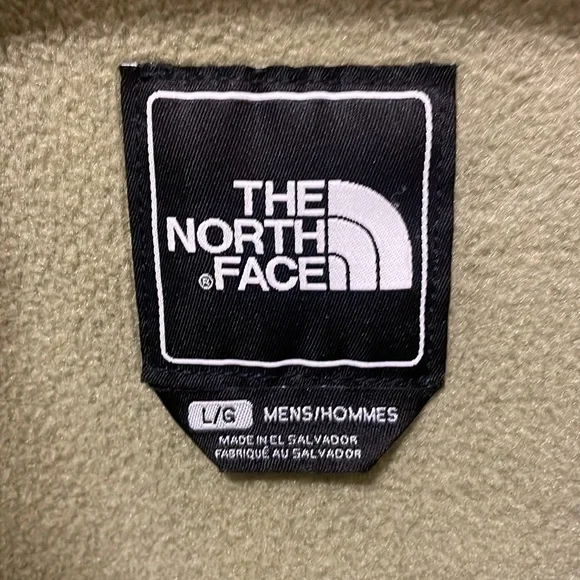 THE
NORTH
®FACE
L/G MENS/HOMMES
MADE IN EL SALVADOR
FABRIQUÉ AU SALVADOR